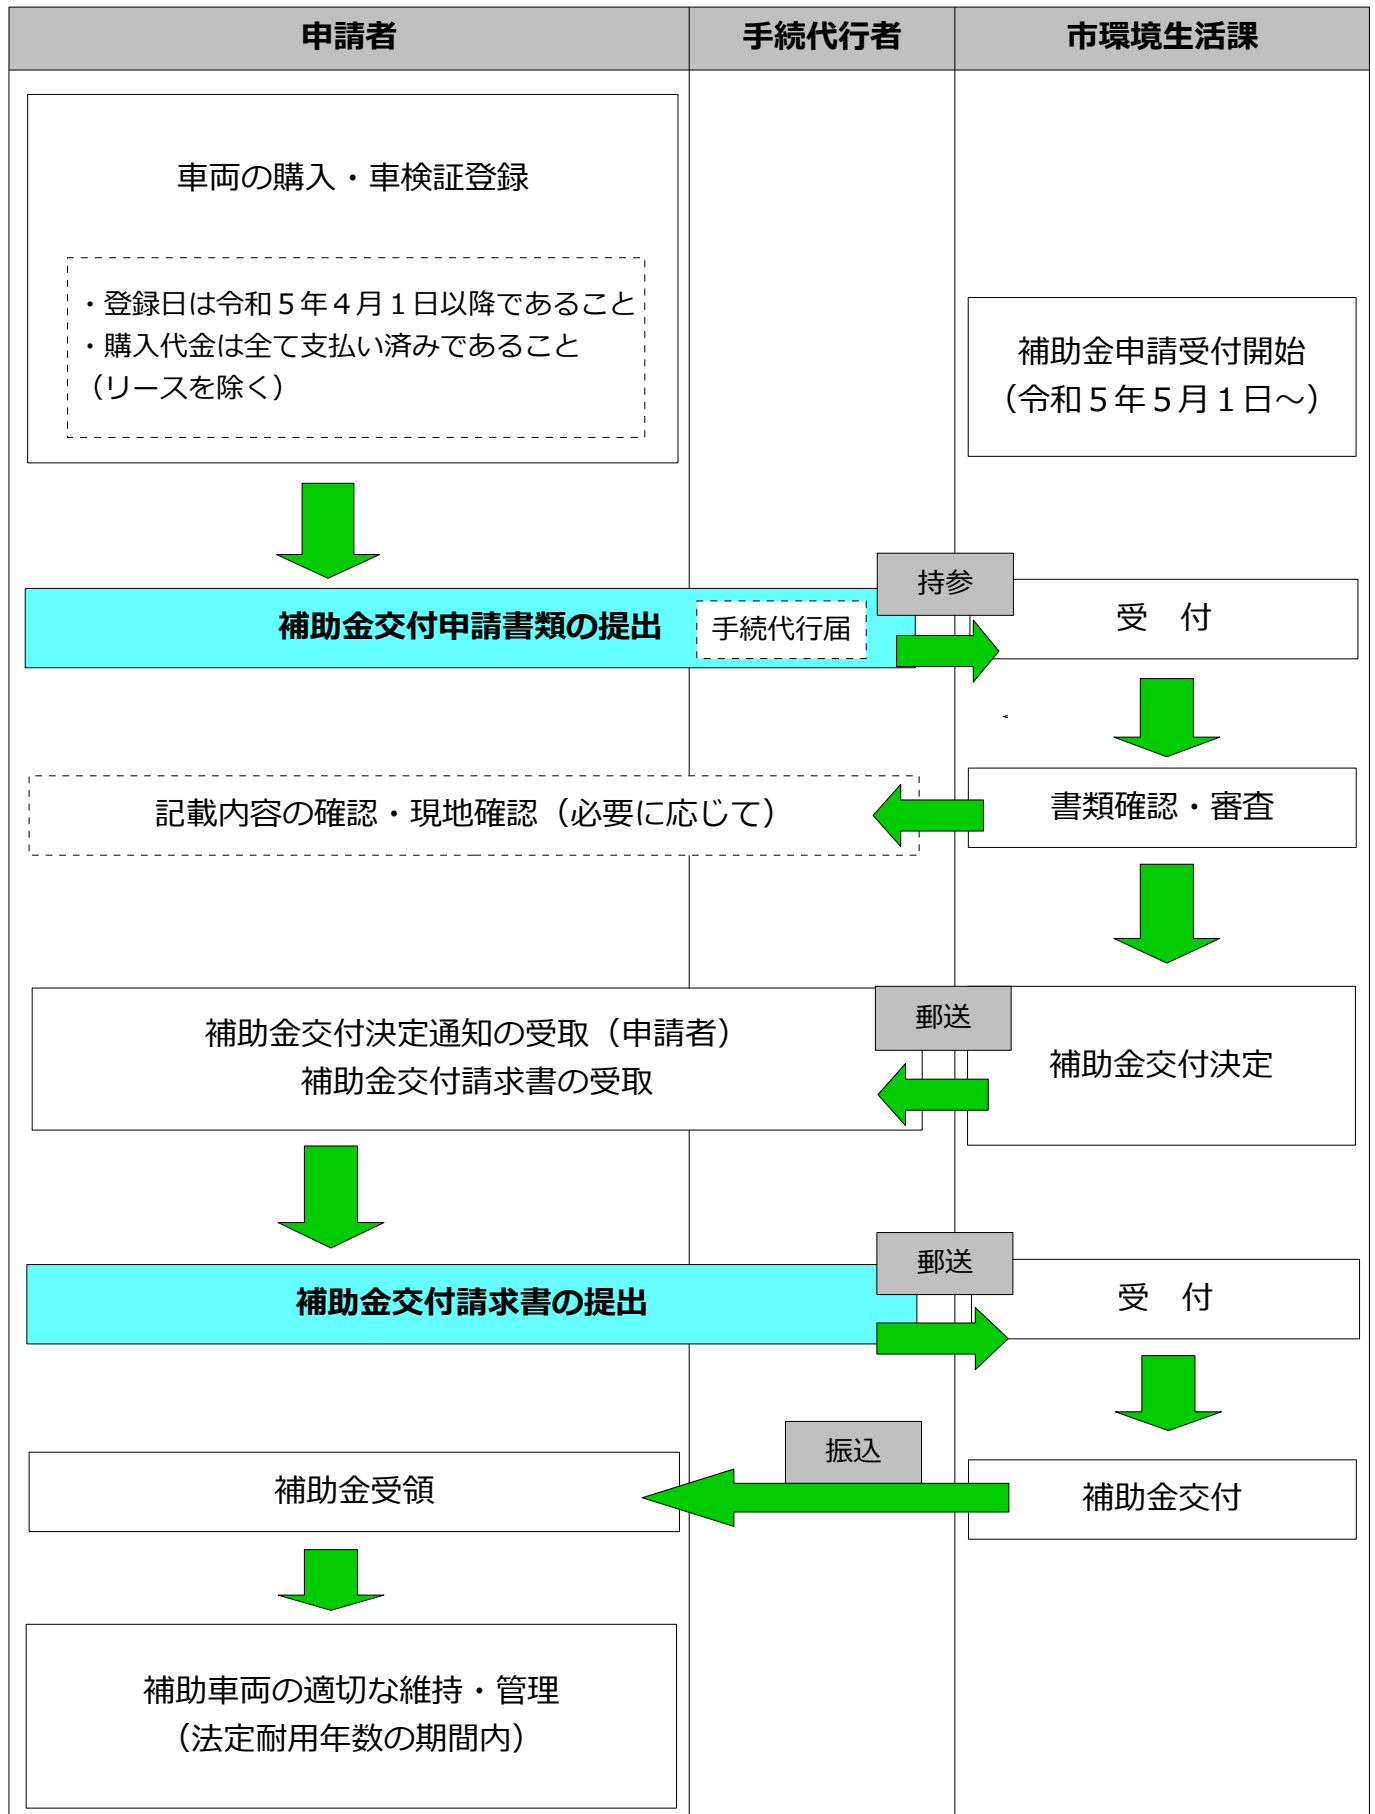 申請者
手続代行者
市環境生活課
車両の購入・車検証登録
・登録日は令和５年４月１日以降であること
・購入代金は全て支払い済みであること
（リースを除く）
補助金申請受付開始
（令和５年５月１日～）
持参
補助金交付申請書類の提出
手続代行届
受　付
記載内容の確認・現地確認（必要に応じて）
書類確認・審査
郵送
補助金交付決定通知の受取（申請者）
補助金交付請求書の受取
補助金交付決定
郵送
補助金交付請求書の提出
受　付
振込
補助金受領
補助金交付
補助車両の適切な維持・管理
（法定耐用年数の期間内）